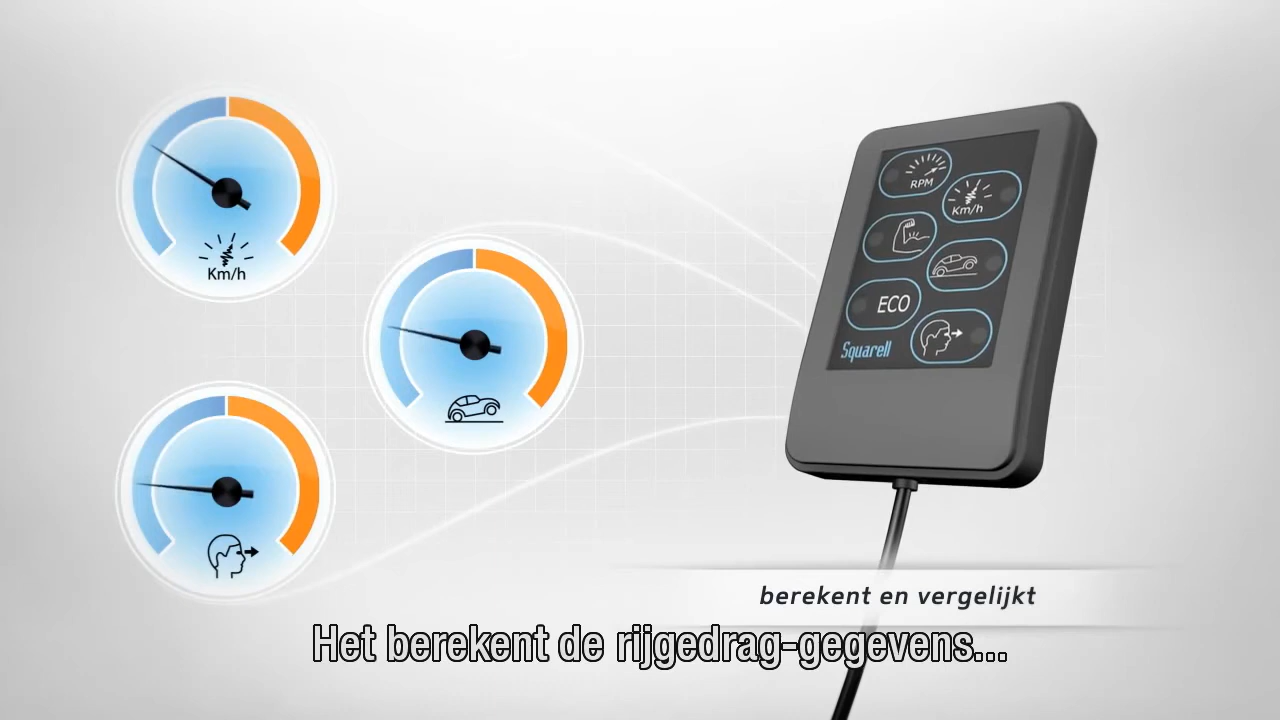 Km/h
RPM
Km/h
ECO
Squarell
berekent en vergelijkt
Het berekent de rijgedrag-gegevens...